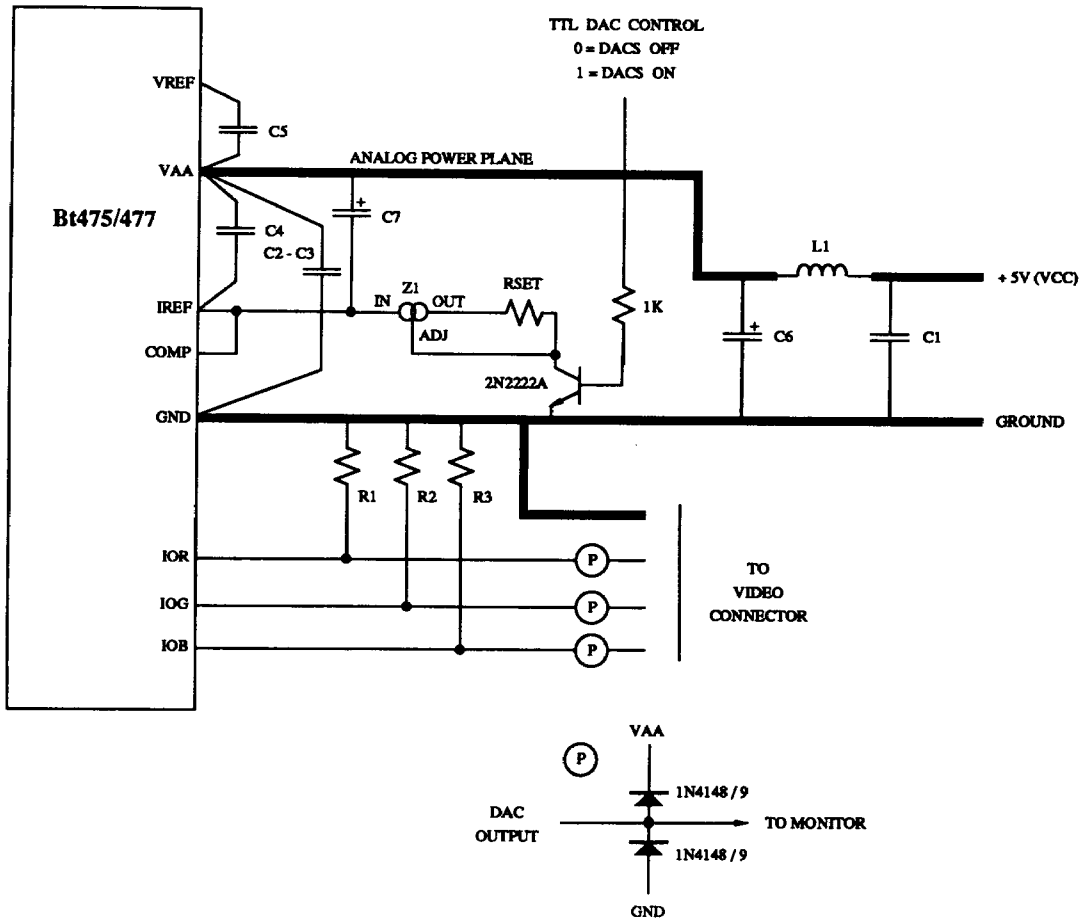 TTL DAC CONTROL
0 = DACS OFF
1 = DACS ON
VREF
C5
VAA
ANALOG POWER PLANE
Bt475/477
C4
C7
C2 - C3
L1
+ 5V (VCC)
IREF
IN
Z1
OUT
RSET
ADJ
1K
+
C6
C1
COMP
2N2222A
+
GND
GROUND
R1
R2
R3
IOR
P
IOG
P
IOB
P
TO
VIDEO
CONNECTOR
P
VAA
1N4148 / 9
DAC
OUTPUT
TO MONITOR
1N4148 / 9
GND